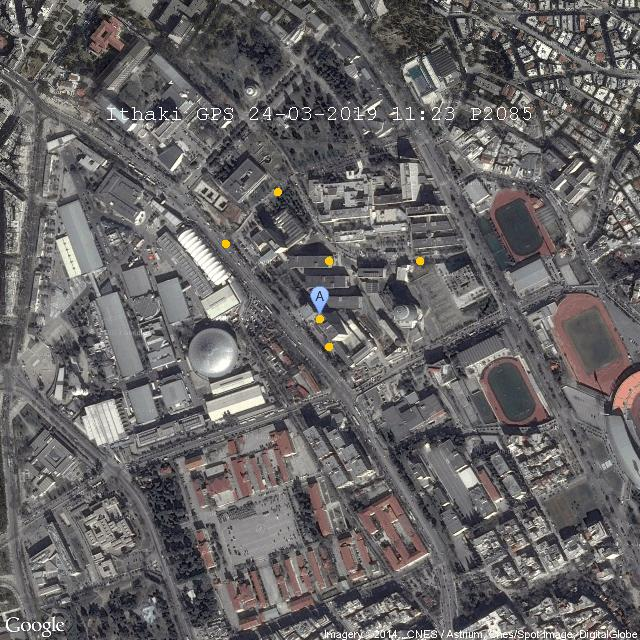 Ithaki GPS 24-03-2019 11:23 P2085
A
Google
Imagery ©2014, CNES / Astrium, Cnes/Spot Image, DigitalGlobe